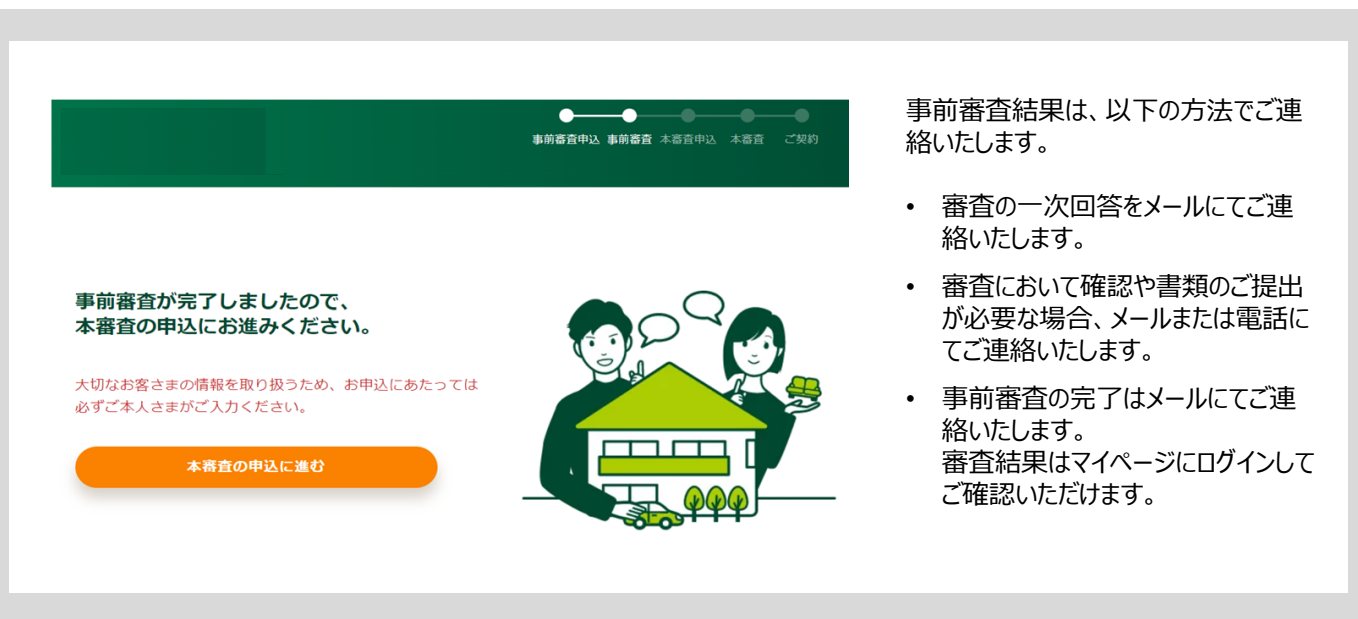 事前審査申込 事前審査 本審査申込 本審査 ご契約
事前審査が完了しましたので、
本審査の申込にお進みください。
大切なお客さまの情報を取り扱うため、お申込にあたっては
必ずご本人さまがご入力ください。
本審査の申込に進む
事前審査結果は、以下の方法でご連
絡いたします。
• 審査の一次回答をメールにてご連
絡いたします。
• 審査において確認や書類のご提出
が必要な場合、メールまたは電話に
てご連絡いたします。
• 事前審査の完了はメールにてご連
絡いたします。
審査結果はマイページにログインして
ご確認いただけます。